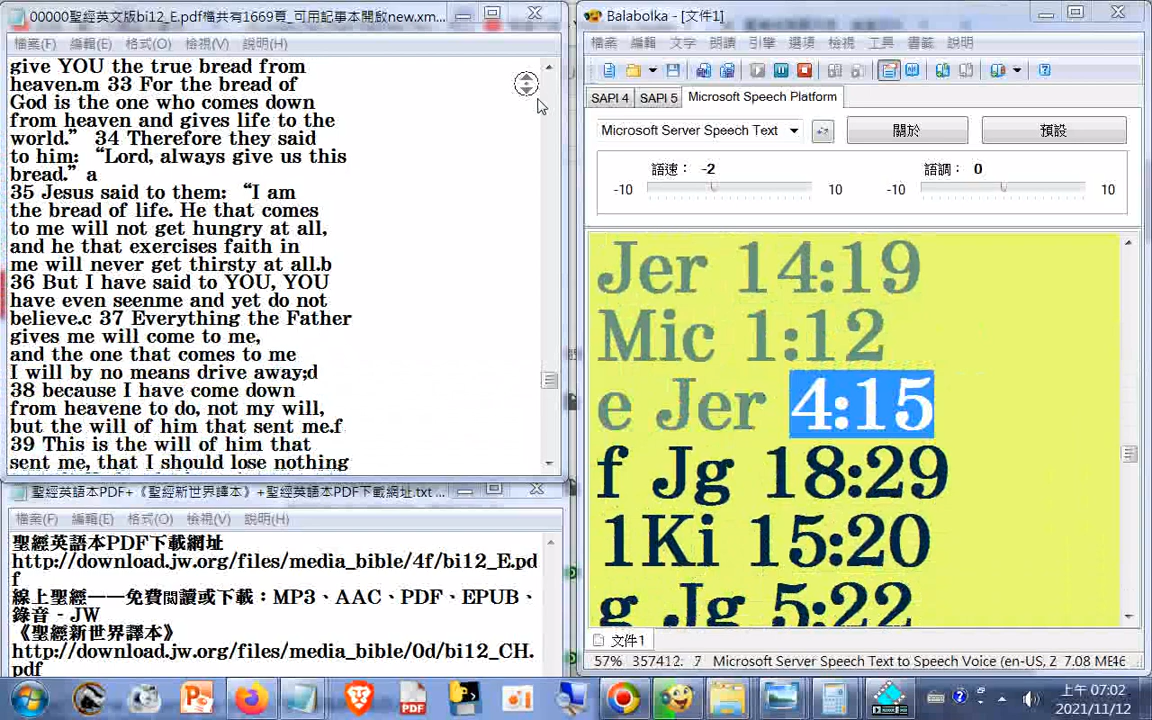 00000聖經英文版bi12_E.pdf檔共有1669頁_可用記事本開啟new.xm...
檔案(F) 編輯(E) 格式(O) 檢視(V) 說明(H)
give YOU the true bread from
heaven.m 33 For the bread of
God is the one who comes down
from heaven and gives life to the
world.” 34 Therefore they said
to him: “Lord, always give us this
bread.” a
35 Jesus said to them: “I am
the bread of life. He that comes
to me will not get hungry at all,
and he that exercises faith in
me will never get thirsty at all.b
36 But I have said to YOU, YOU
have even seenme and yet do not
believe.c 37 Everything the Father
gives me will come to me,
and the one that comes to me
I will by no means drive away;d
38 because I have come down
from heavene to do, not my will,
but the will of him that sent me.f
39 This is the will of him that
sent me, that I should lose nothing
聖經英語本PDF+《聖經新世界譯本》+聖經英語本PDF下載網址.txt ...
檔案(F) 編輯(E) 格式(O) 檢視(V) 說明(H)
聖經英語本PDF下載網址
http://download.jw.org/files/media_bible/4f/bi12_E.pd
f
線上聖經——免費閱讀或下載：MP3、AAC、PDF、EPUB、
錄音 - JW
《聖經新世界譯本》
http://download.jw.org/files/media_bible/0d/bi12_CH.
pdf
Balabolka - [文件1]
檔案 編輯 文字 朗讀 引擎 選項 檢視 工具 書籤 說明
SAPI 4 SAPI 5 Microsoft Speech Platform
Microsoft Server Speech Text 關於 預設
語速： -2 語調： 0
-10 10 -10 10
Jer 14:19
Mic 1:12
e Jer 4:15
f Jg 18:29
1Ki 15:20
g Jg 5:22
文件1
57% 357412: 7 Microsoft Server Speech Text to Speech Voice (en-US, Z 7.08 ME46
上午 07:02
2021/11/12